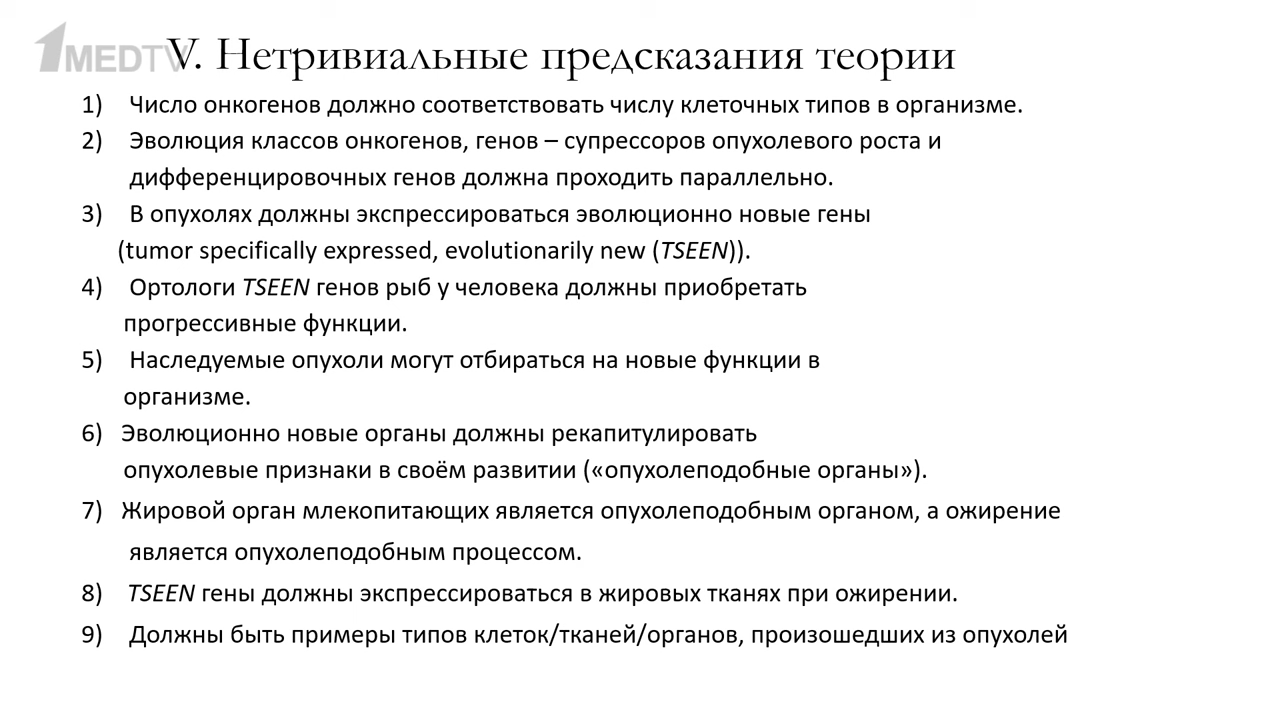 1MEDTV
V. Нетривиальные предсказания теории
1) Число онкогенов должно соответствовать числу клеточных типов в организме.
2) Эволюция классов онкогенов, генов – супрессоров опухолевого роста и
дифференцировочных генов должна проходить параллельно.
3) В опухолях должны экспрессироваться эволюционно новые гены
(tumor specifically expressed, evolutionarily new (TSEEN)).
4) Ортологи TSEEN генов рыб у человека должны приобретать
прогрессивные функции.
5) Наследуемые опухоли могут отбираться на новые функции в
организме.
6) Эволюционно новые органы должны рекапитулировать
опухолевые признаки в своём развитии («опухолеподобные органы»).
7) Жировой орган млекопитающих является опухолеподобным органом, а ожирение
является опухолеподобным процессом.
8) TSEEN гены должны экспрессироваться в жировых тканях при ожирении.
9) Должны быть примеры типов клеток/тканей/органов, произошедших из опухолей